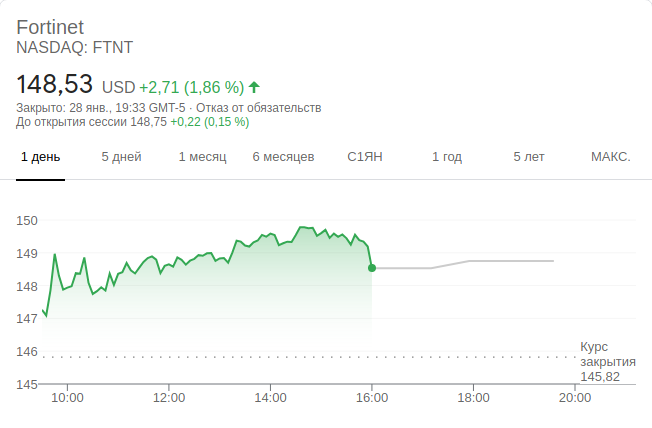 Fortinet
NASDAQ: FTNT
148,53 USD +2,71 (1,86 %)
Закрыто: 28 янв., 19:33 GMT-5 · Отказ от обязательств
До открытия сессии 148,75 +0,22 (0,15 %)
1 день 5 дней 1 месяц 6 месяцев С1ЯН 1 год 5 лет МАКС.
150
149
148
147
146
145
Курс
закрытия
145,82
10:00 12:00 14:00 16:00 18:00 20:00